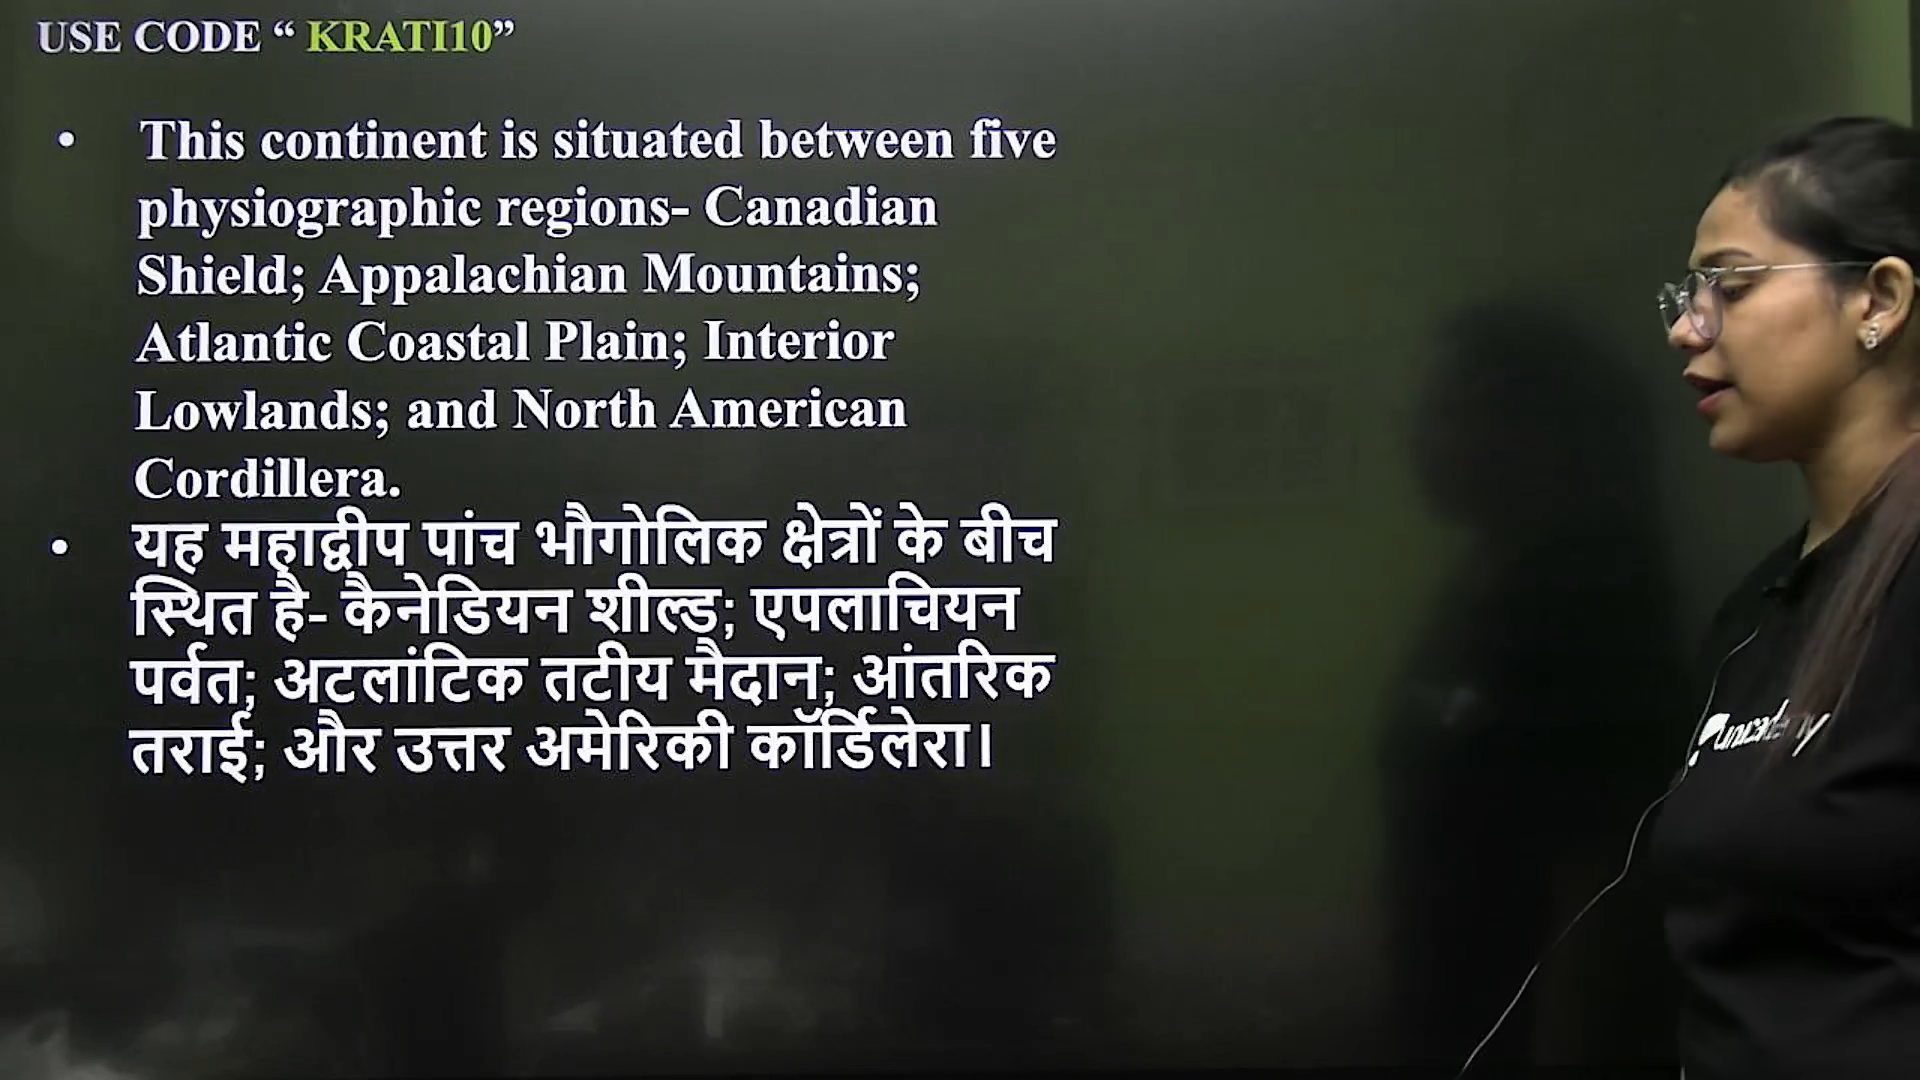 USE CODE “ KRATI10”
• This continent is situated between five
physiographic regions- Canadian
Shield; Appalachian Mountains;
Atlantic Coastal Plain; Interior
Lowlands; and North American
Cordillera.
• यह महाद्वीप पांच भौगोलिक क्षेत्रों के बीच
स्थित है- कैनेडियन शील्ड; एपलाचियन
पर्वत; अटलांटिक तटीय मैदान; आंतरिक
तराई; और उत्तर अमेरिकी कॉर्डिलेरा।
unacademy